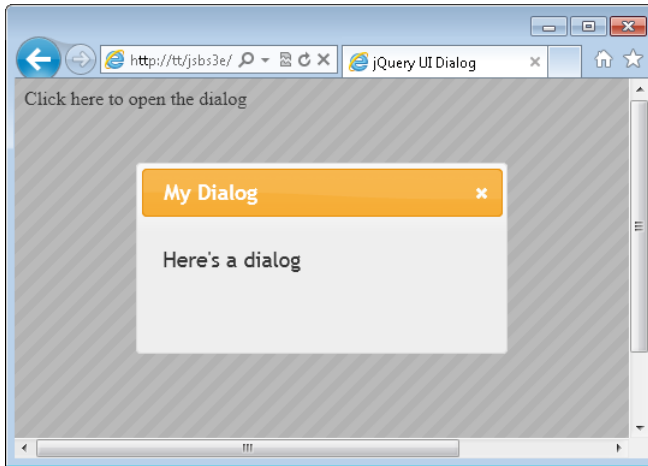 http://tt/jsbs3e/
jQuery UI Dialog
Click here to open the dialog
My Dialog
Here's a dialog